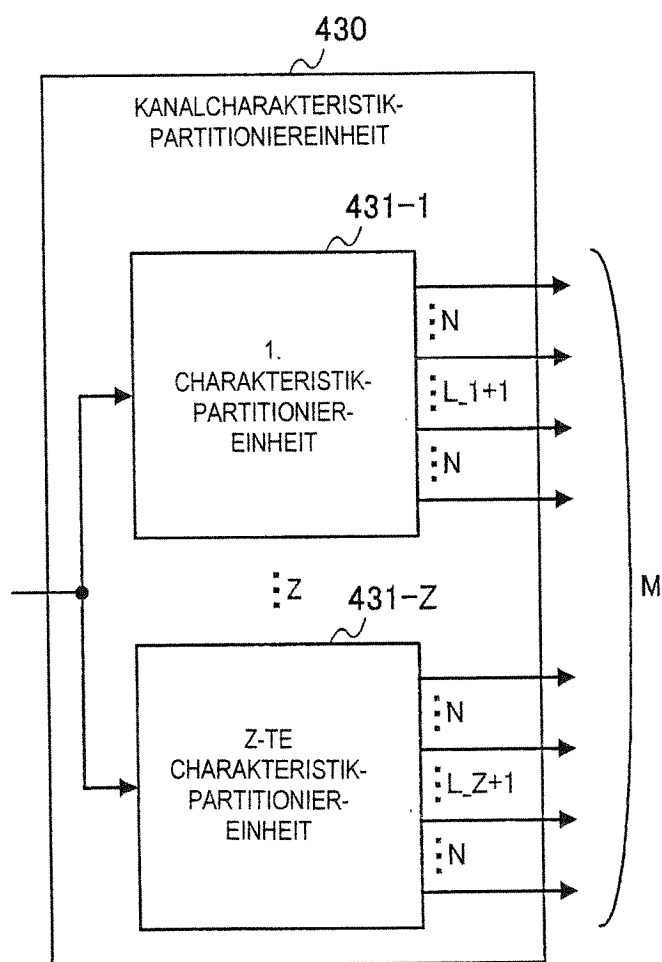 430
KANALCHARAKTERISTIK-
PARTITIONIEREINHEIT
431-1
1.
CHARAKTERISTIK-
PARTITIONIER-
EINHEIT
N
L_1+1
N
Z
431-Z
M
Z-TE
CHARAKTERISTIK-
PARTITIONIER-
EINHEIT
N
L_Z+1
N